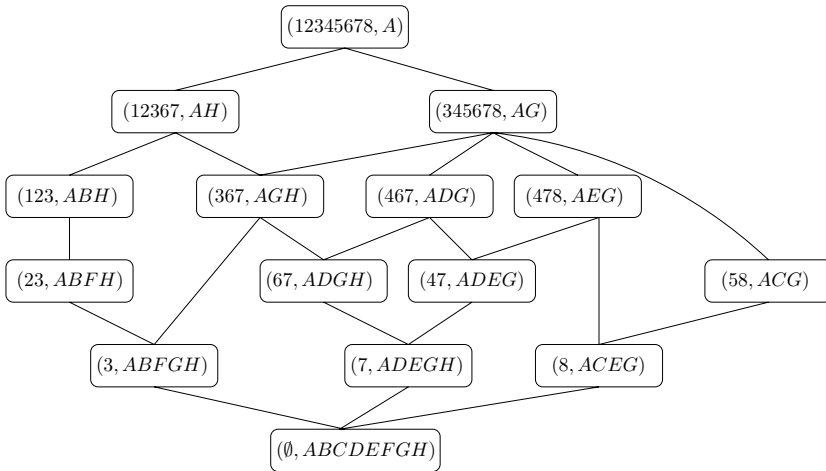 (12345678, A)
(12367, AH) (345678, AG)
(123, ABH) (367, AGH) (467, ADG) (478, AEG)
(23, ABFH) (67, ADGH) (47, ADEG) (58, ACG)
(3, ABFGH) (7, ADEGH) (8, ACEG)
(∅, ABCDEFGH)